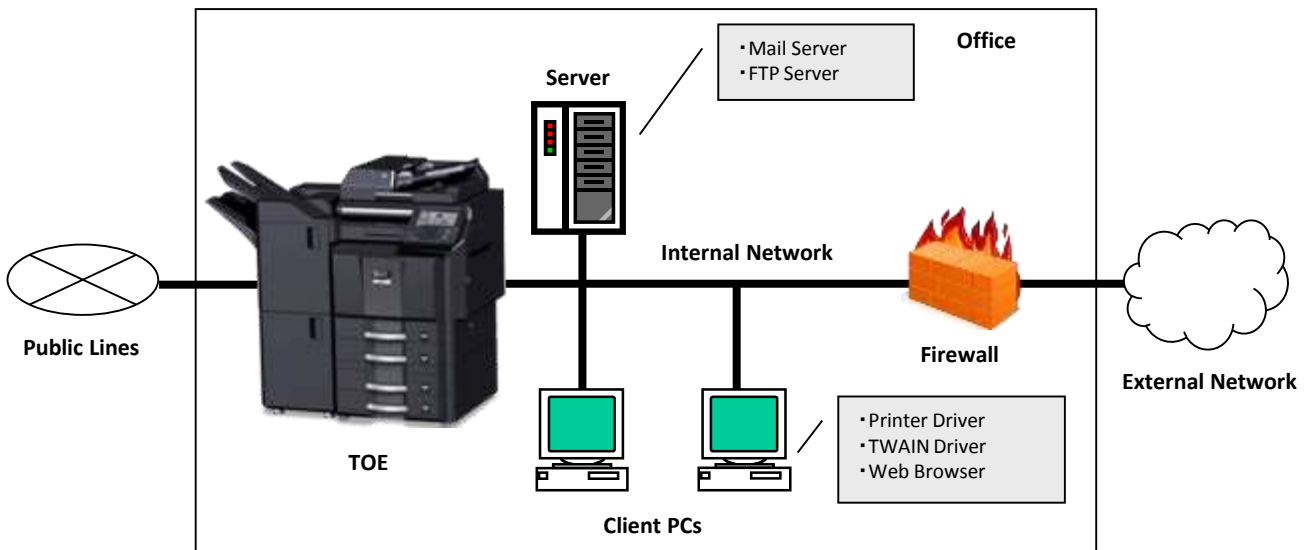 Office
・Mail Server
・FTP Server
Server
Internal Network
Public Lines
Firewall
External Network
TOE
・Printer Driver
・TWAIN Driver
・Web Browser
Client PCs